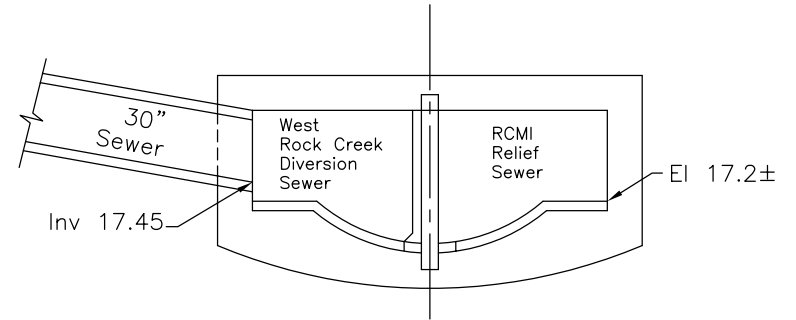 30”
Sewer
West
Rock Creek
Diversion
Sewer
RCMI
Relief
Sewer
El 17.2±
Inv 17.45